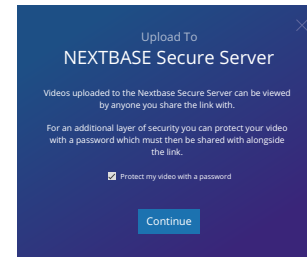 Upload To
NEXTBASE Secure Server
Videos uploaded to the Nextbase Secure Server can be viewed
by anyone you share the link with.
For an additional layer of security you can protect your video
with a password which must then be shared with alongside
the link.
Protect my video with a password
Continue